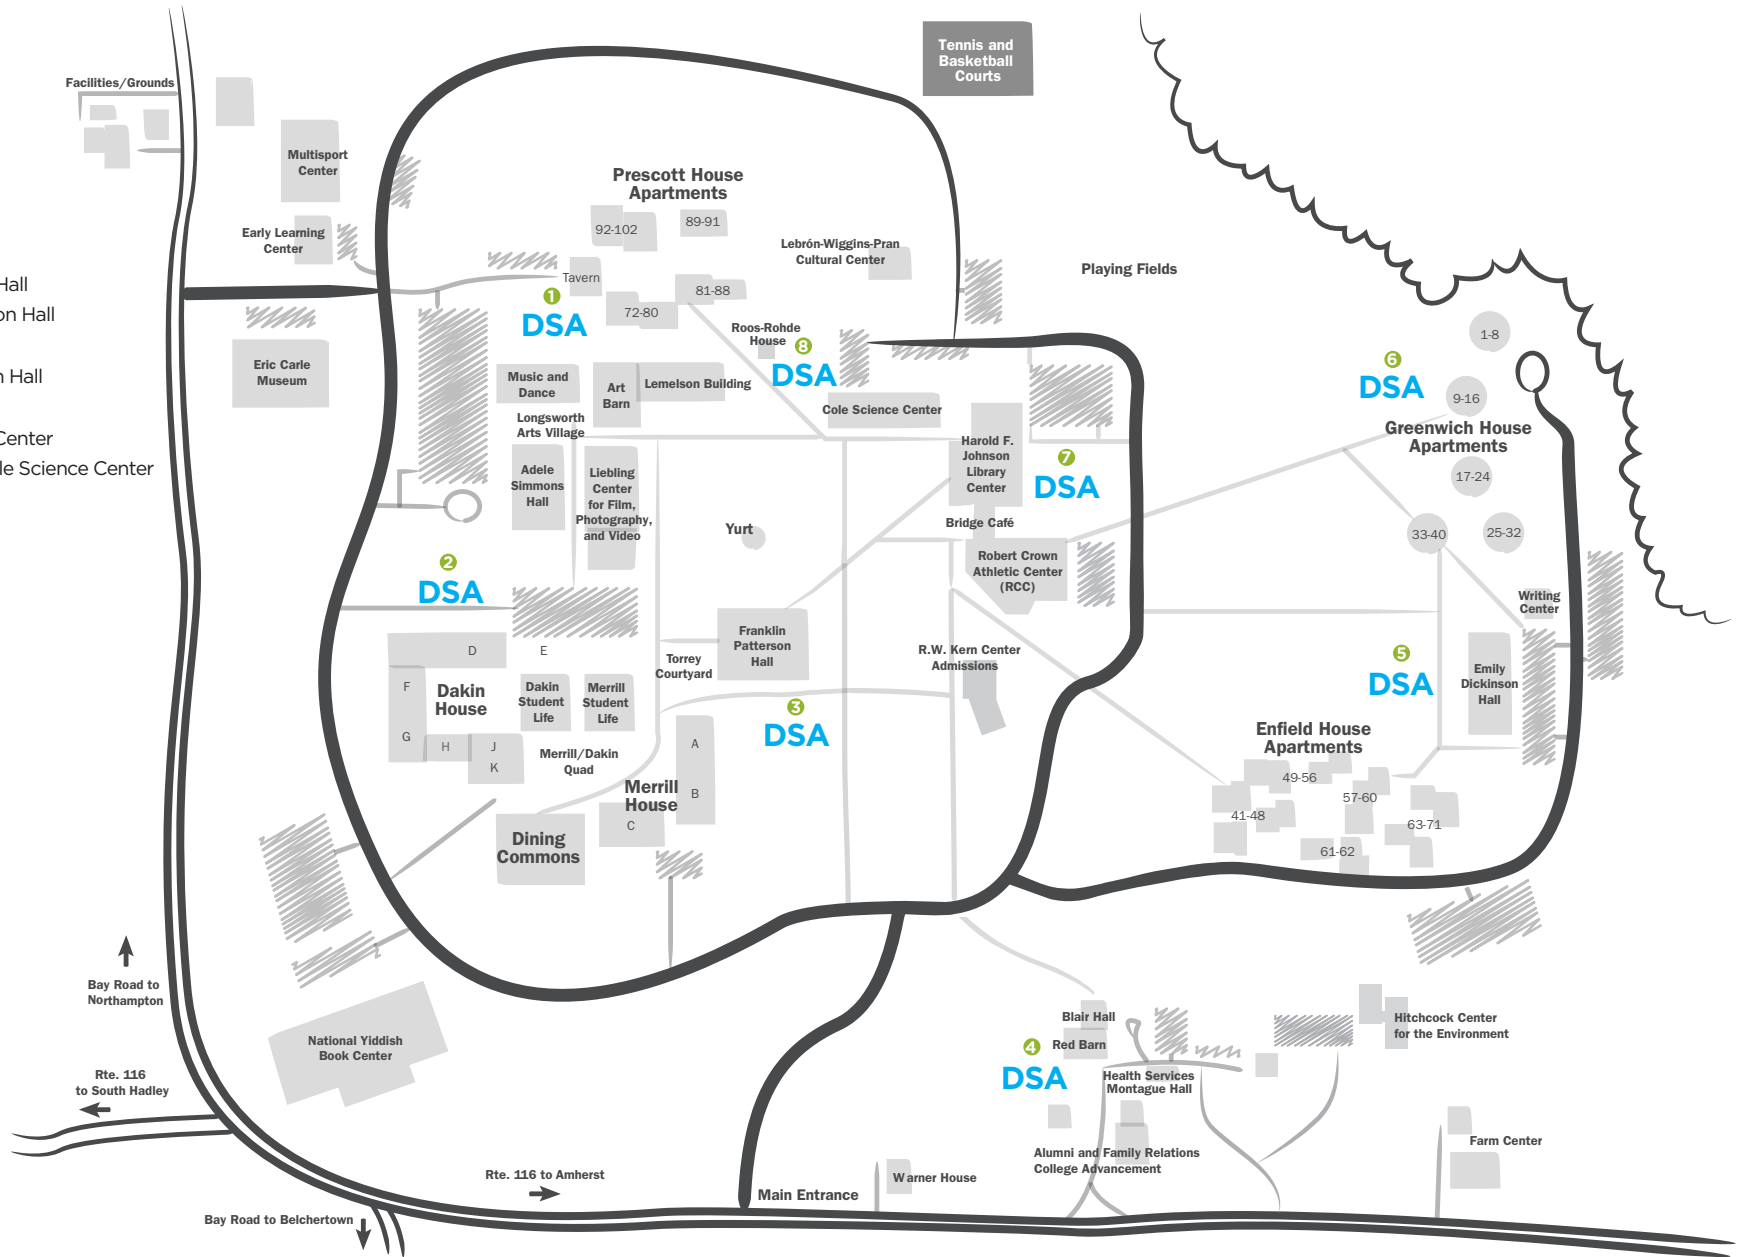 Tennis and
Basketball
Courts
Facilities/Grounds
Multisport
Center
Prescott House
Apartments
92-102
89-91
Early Learning
Center
Lebrón-Wiggins-Pran
Cultural Center
Playing Fields
Tavern
81-88
72-80
1
DSA
Hall
on Hall
n Hall
Center
le Science Center
Roos-Rohde
House
8
DSA
1-8
6
DSA
9-16
Greenwich House
Apartments
17-24
33-40
25-32
Eric Carle
Museum
Music and
Dance
Art
Barn
Lemelson Building
Longsworth
Arts Village
Cole Science Center
Harold F.
Johnson
Library
Center
7
DSA
Adele
Simmons
Hall
Liebling
Center
for Film,
Photography,
and Video
Yurt
Bridge Café
Robert Crown
Athletic Center
(RCC)
2
DSA
Writing
Center
Franklin
Patterson
Hall
Torrey
Courtyard
R.W. Kern Center
Admissions
5
DSA
Emily
Dickinson
Hall
D
E
F
G
H
J
K
Dakin
House
Dakin
Student
Life
Merrill
Student
Life
3
DSA
Merrill/Dakin
Quad
A
B
C
Merrill
House
Dining
Commons
Enfield House
Apartments
49-56
57-60
41-48
63-71
61-62
Bay Road to
Northampton
National Yiddish
Book Center
Rte. 116
to South Hadley
Blair Hall
Red Barn
4
DSA
Health Services
Montague Hall
Hitchcock Center
for the Environment
Alumni and Family Relations
College Advancement
Farm Center
Rte. 116 to Amherst
Warner House
Main Entrance
Bay Road to Belchertown